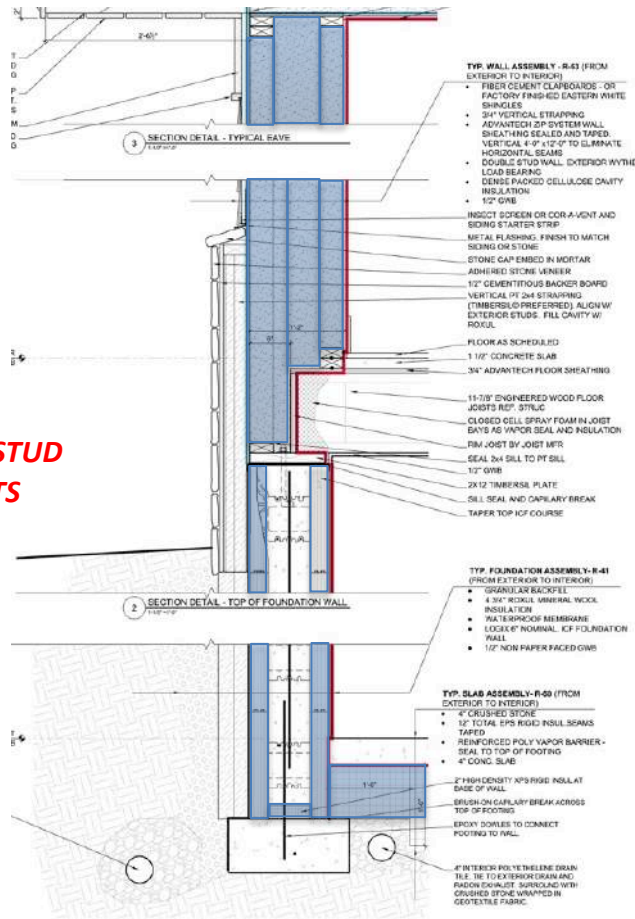 2'-6½"
TYP. WALL ASSEMBLY - R-53 (FROM
EXTERIOR TO INTERIOR)
• FIBER CEMENT CLAPBOARDS - OR
FACTORY FINISHED EASTERN WHITE
SHINGLES
• 3/4" VERTICAL STRAPPING
• ADVANTECH ZIP SYSTEM WALL
SHEATHING SEALED AND TAPED.
VERTICAL 4'-0" x12'-0" TO ELIMINATE
HORIZONTAL SEAMS
• DOUBLE STUD WALL. EXTERIOR WYTHE
LOAD BEARING
• DENSE PACKED CELLULOSE CAVITY
INSULATION
• 1/2" GWB
3 SECTION DETAIL - TYPICAL EAVE
INSECT SCREEN OR COR-A-VENT AND
SIDING STARTER STRIP
METAL FLASHING. FINISH TO MATCH
SIDING OR STONE
STONE CAP EMBED IN MORTAR
ADHERED STONE VENEER
1/2" CEMENTITIOUS BACKER BOARD
VERTICAL PT 2x4 STRAPPING
(TIMBERSIL PREFERRED). ALIGN W/
EXTERIOR STUDS. FILL CAVITY W/
ROXUL
FLOOR AS SCHEDULED
1 1/2" CONCRETE SLAB
3/4" ADVANTECH FLOOR SHEATHING
11-7/8" ENGINEERED WOOD FLOOR
JOISTS REF. STRUC
CLOSED CELL SPRAY FOAM IN JOIST
BAYS AS VAPOR SEAL AND INSULATION
RIM JOIST BY JOIST MFR
SEAL 2x4 SILL TO PT SILL
1/2" GWB
2X12 TIMBERSIL PLATE
SILL SEAL AND CAPILARY BREAK
TAPER TOP ICF COURSE
STUD
TS
2 SECTION DETAIL - TOP OF FOUNDATION WALL
TYP. FOUNDATION ASSEMBLY- R-41
(FROM EXTERIOR TO INTERIOR)
• GRANULAR BACKFILL
• 4 3/4" ROXUL MINERAL WOOL
INSULATION
• WATERPROOF MEMBRANE
• LOGIX 6" NOMINAL, ICF FOUNDATION
WALL
• 1/2" NON PAPER FACED GWB
TYP. SLAB ASSEMBLY- R-60 (FROM
EXTERIOR TO INTERIOR)
• 4" CRUSHED STONE
• 12" TOTAL EPS RIGID INSUL.SEAMS
TAPED
• REINFORCED POLY VAPOR BARRIER -
SEAL TO TOP OF FOOTING
• 4" CONC. SLAB
2" HIGH DENSITY XPS RIGID INSUL AT
BASE OF WALL
BRUSH-ON CAPILARY BREAK ACROSS
TOP OF FOOTING
EPOXY DOWLES TO CONNECT
FOOTING TO WALL
4" INTERIOR POLYETHELENE DRAIN
TILE. TIE TO EXTERIOR DRAIN AND
RADON EXHAUST. SURROUND WITH
CRUSHED STONE WRAPPED IN
GEOTEXTILE FABRIC.